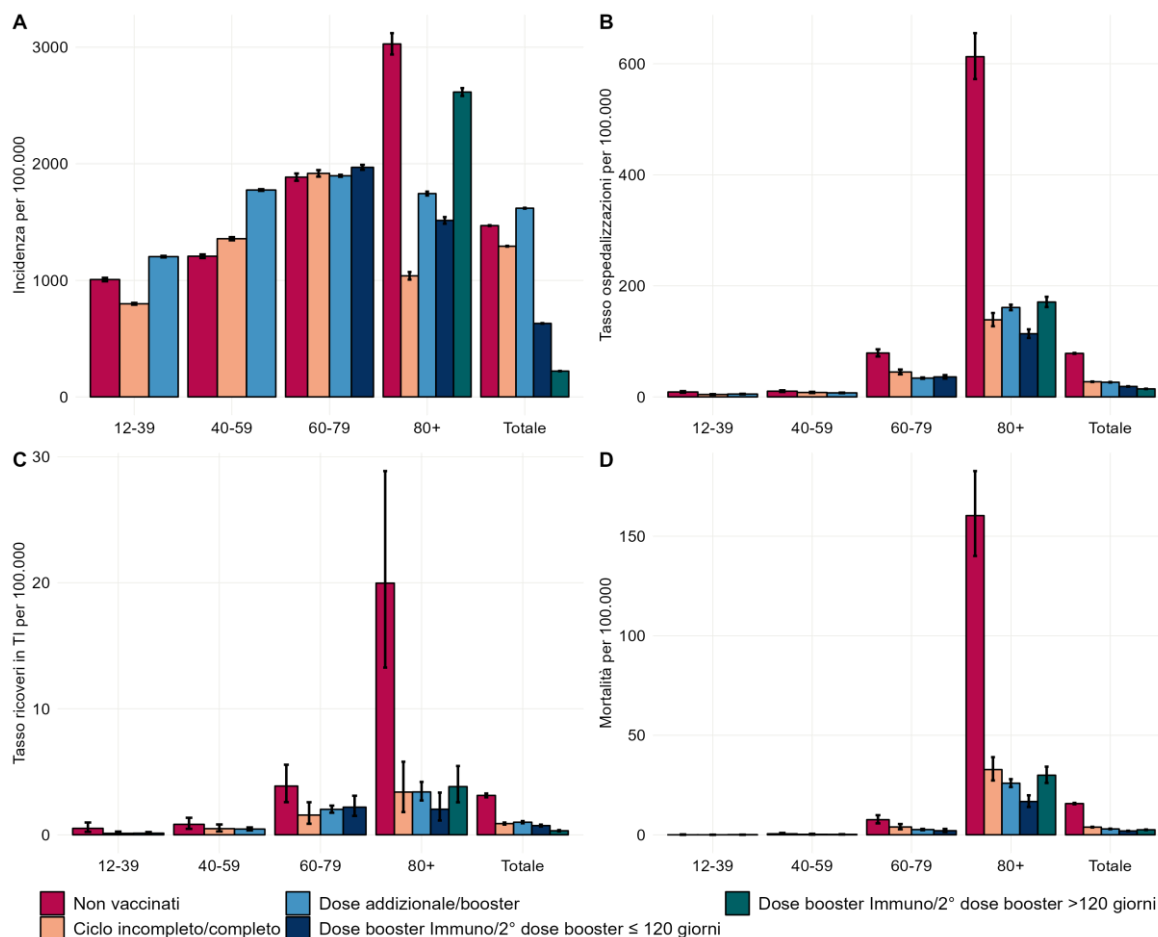 A
Incidenza per 100.000
3000
2000
1000
0
12-39 40-59 60-79 80+ Totale
B
Tasso ospedalizzazioni per 100.000
600
400
200
0
12-39 40-59 60-79 80+ Totale
C
Tasso ricoveri in TI per 100.000
30
20
10
0
12-39 40-59 60-79 80+ Totale
D
Mortalità per 100.000
150
100
50
0
12-39 40-59 60-79 80+ Totale
Non vaccinati
Ciclo incompleto/completo
Dose addizionale/booster
Dose booster Immuno/2° dose booster ≤ 120 giorni
Dose booster Immuno/2° dose booster >120 giorni